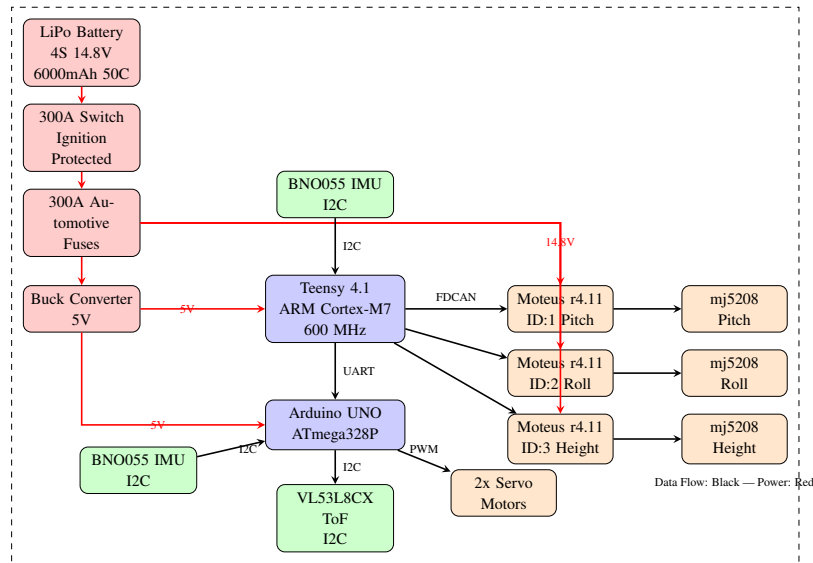 LiPo Battery
4S 14.8V
6000mAh 50C
300A Switch
Ignition
Protected
300A Au-
tomotive
Fuses
BNO055 IMU
I2C
I2C
14.8V
Buck Converter
5V
5V
Teensy 4.1
ARM Cortex-M7
600 MHz
FDCAN
Moteus r4.11
ID:1 Pitch
mj5208
Pitch
UART
Moteus r4.11
ID:2 Roll
mj5208
Roll
5V
Arduino UNO
ATmega328P
Moteus r4.11
ID:3 Height
mj5208
Height
BNO055 IMU
I2C
I2C
I2C
PWM
VL53L8CX
ToF
I2C
2x Servo
Motors
Data Flow: Black — Power: Red